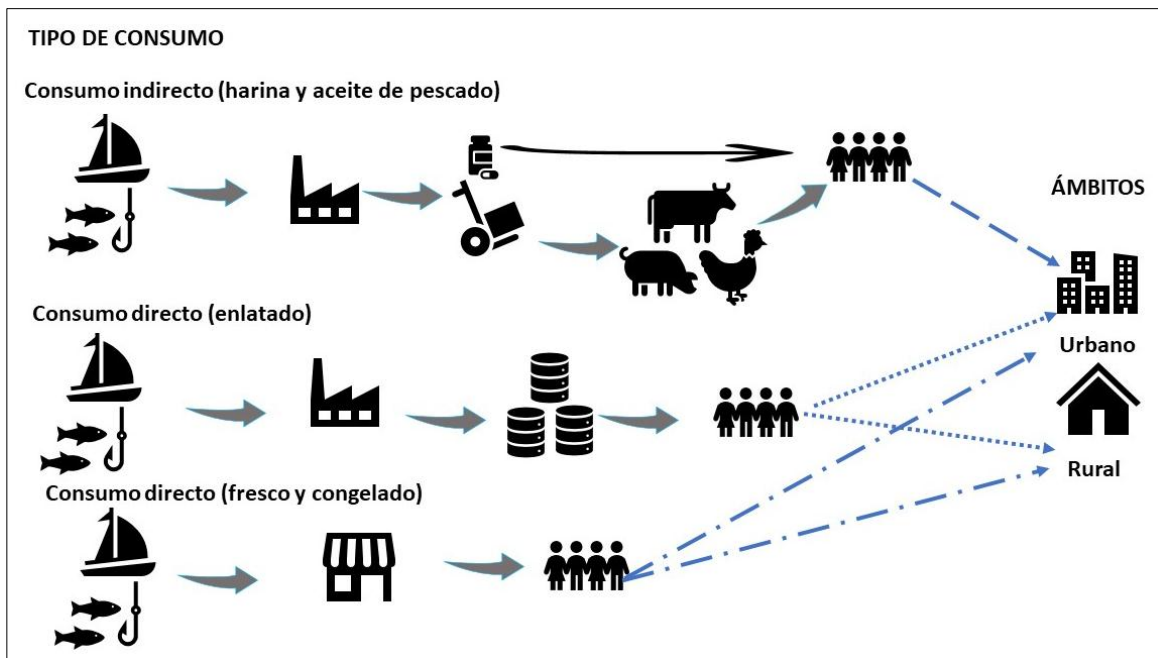 TIPO DE CONSUMO
Consumo indirecto (harina y aceite de pescado)
ÁMBITOS
Consumo directo (enlatado)
Urbano
Rural
Consumo directo (fresco y congelado)